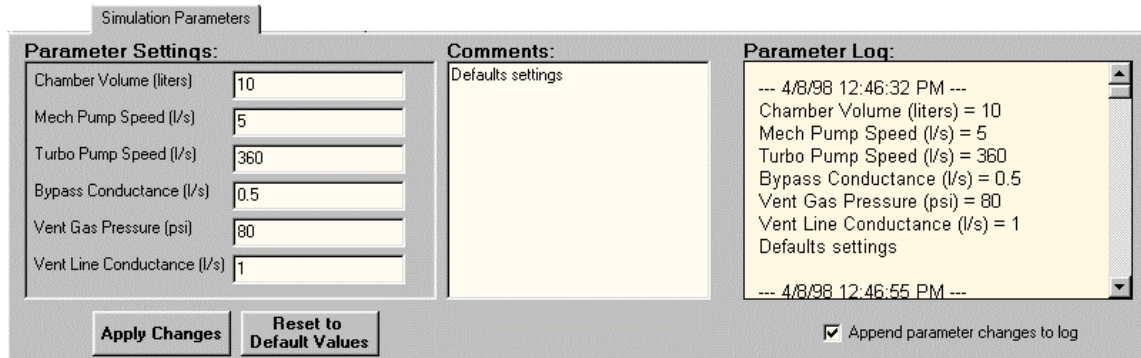 Simulation Parameters
Parameter Settings:
Chamber Volume (liters) 10
Mech Pump Speed (l/s) 5
Turbo Pump Speed (l/s) 360
Bypass Conductance (l/s) 0.5
Vent Gas Pressure (psi) 80
Vent Line Conductance (l/s) 1
Apply Changes
Reset to
Default Values
Comments:
Defaults settings
Parameter Log:
--- 4/8/98 12:46:32 PM ---
Chamber Volume (liters) = 10
Mech Pump Speed (l/s) = 5
Turbo Pump Speed (l/s) = 360
Bypass Conductance (l/s) = 0.5
Vent Gas Pressure (psi) = 80
Vent Line Conductance (l/s) = 1
Defaults settings
--- 4/8/98 12:46:55 PM ---
Append parameter changes to log